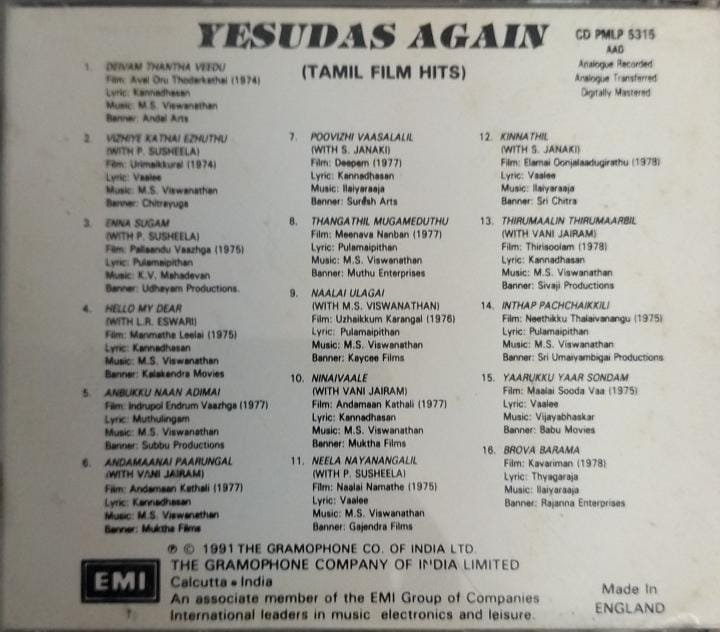 YESUDAS AGAIN
(TAMIL FILM HITS)
CD PMLP 5315
AAD
Analogue Recorded
Analogue Transferred
Digitally Mastered
1. DEIVAM THANTHA VEEDU
Film: Aval Oru Thodarkathai (1974)
Lyric: Kannadhasan
Music: M.S. Viswanathan
Banner: Andal Arts
2. VIZHIYE KATHAI EZHUTHU
(WITH P. SUSHEELA)
Film: Urimaikkural (1974)
Lyric: Vaalee
Music: M.S. Viswanathan
Banner: Chitrayuga
3. ENNA SUGAM
(WITH P. SUSHEELA)
Film: Pallaandu Vaazhga (1975)
Lyric: Pulamaipithan
Music: K.V. Mahadevan
Banner: Udhayam Productions.
4. HELLO MY DEAR
(WITH L.R. ESWARI)
Film: Manmatha Leelai (1975)
Lyric: Kannadhasan
Music: M.S. Viswanathan
Banner: Kalakendra Movies
5. ANBUKKU NAAN ADIMAI
Film: Indrupol Endrum Vaazhga (1977)
Lyric: Muthulingam
Music: M.S. Viswanathan
Banner: Subbu Productions
6. ANDAMAANAI PAARUNGAL
(WITH VANI JAIRAM)
Film: Andamaan Kathali (1977)
Lyric: Kannadhasan
Music: M.S. Viswanathan
Banner: Muktha Films
7. POOVIZHI VAASALALIL
(WITH S. JANAKI)
Film: Deepam (1977)
Lyric: Kannadhasan
Music: Ilaiyaraaja
Banner: Suresh Arts
8. THANGATHIL MUGAMEDUTHU
Film: Meenava Nanban (1977)
Lyric: Pulamaipithan
Music: M.S. Viswanathan
Banner: Muthu Enterprises
9. NAALAI ULAGAI
(WITH M.S. VISWANATHAN)
Film: Uzhaikkum Karangal (1976)
Lyric: Pulamaipithan
Music: M.S. Viswanathan
Banner: Kaycee Films
10. NINAIVAALE
(WITH VANI JAIRAM)
Film: Andamaan Kathali (1977)
Lyric: Kannadhasan
Music: M.S. Viswanathan
Banner: Muktha Films
11. NEELA NAYANANGALIL
(WITH P. SUSHEELA)
Film: Naalai Namathe (1975)
Lyric: Vaalee
Music: M.S. Viswanathan
Banner: Gajendra Films
12. KINNATHIL
(WITH S. JANAKI)
Film: Elamai Oonjalaadugirathu (1978)
Lyric: Vaalee
Music: Ilaiyaraaja
Banner: Sri Chitra
13. THIRUMAALIN THIRUMAARBIL
(WITH VANI JAIRAM)
Film: Thirisoolam (1978)
Lyric: Kannadhasan
Music: M.S. Viswanathan
Banner: Sivaji Productions
14. INTHAP PACHCHAIKKILI
Film: Neethikku Thalaivanangu (1975)
Lyric: Pulamaipithan
Music: M.S. Viswanathan
Banner: Sri Umaiyambigai Productions
15. YAARUKKU YAAR SONDAM
Film: Maalai Sooda Vaa (1975)
Lyric: Vaalee
Music: Vijayabhaskar
Banner: Babu Movies
16. BROVA BARAMA
Film: Kavariman (1978)
Lyric: Thyagaraja
Music: Ilaiyaraaja
Banner: Rajanna Enterprises
℗ © 1991 THE GRAMOPHONE CO. OF INDIA LTD.
EMI
THE GRAMOPHONE COMPANY OF INDIA LIMITED
Calcutta • India
An associate member of the EMI Group of Companies
International leaders in music electronics and leisure.
Made In
ENGLAND